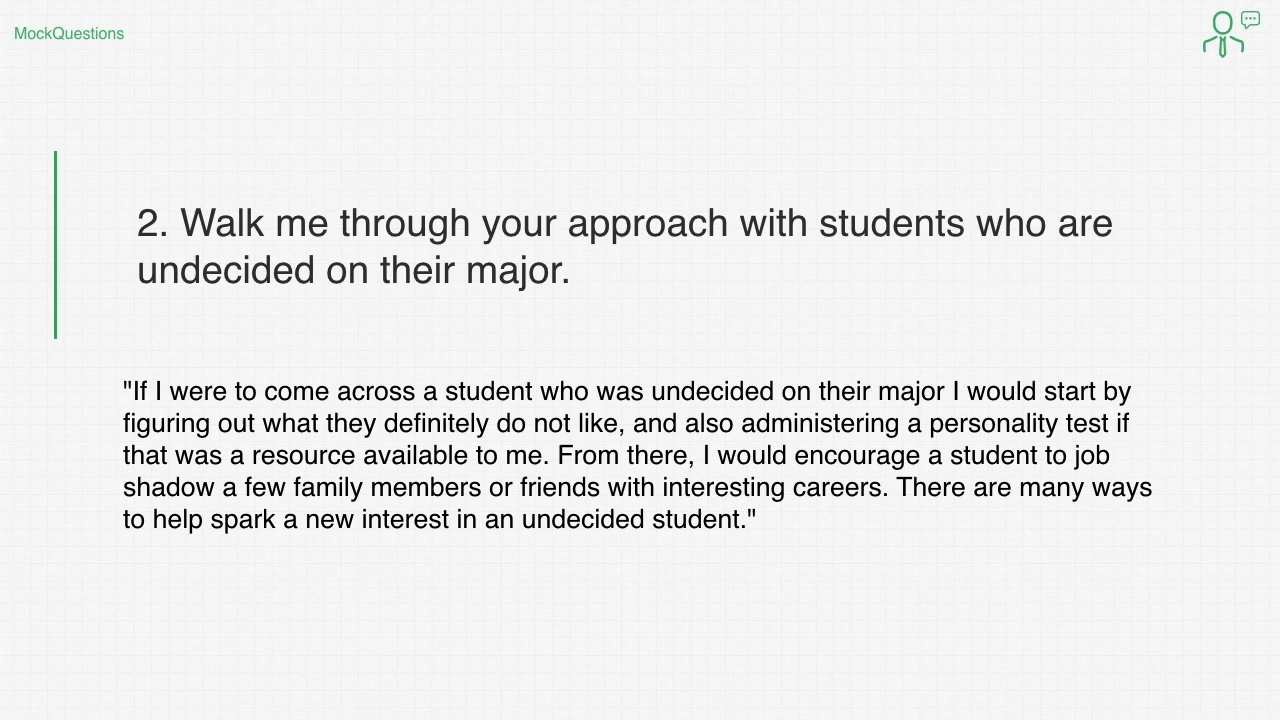 MockQuestions
2. Walk me through your approach with students who are
undecided on their major.
"If I were to come across a student who was undecided on their major I would start by
figuring out what they definitely do not like, and also administering a personality test if
that was a resource available to me. From there, I would encourage a student to job
shadow a few family members or friends with interesting careers. There are many ways
to help spark a new interest in an undecided student."